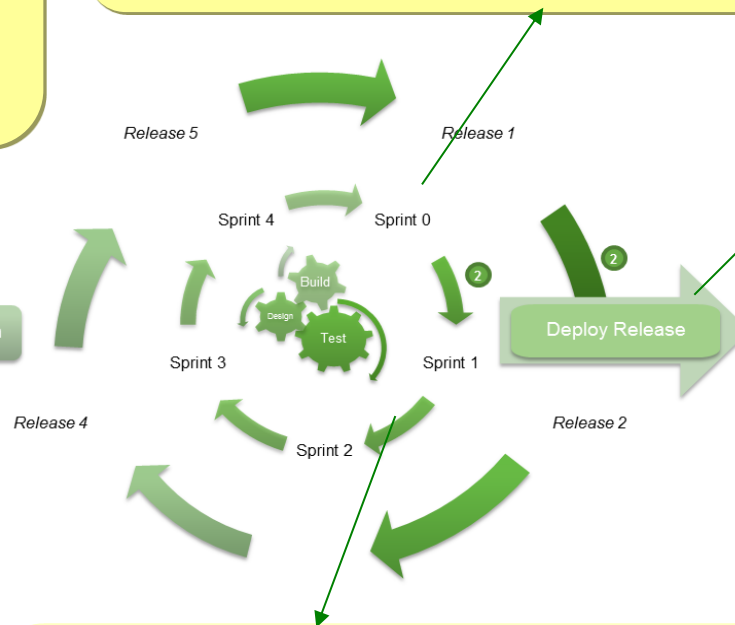 Release 5
Release 1
Sprint 4
Sprint 0
2
2
Build
Design
Test
Deploy Release
Sprint 3
Sprint 1
Release 4
Release 2
Sprint 2